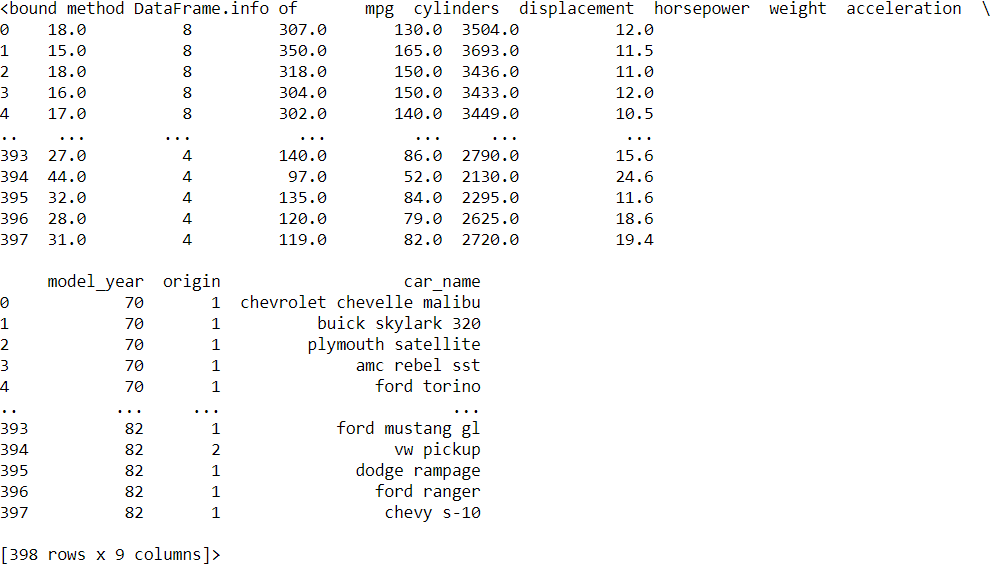 <bound method DataFrame.info of       mpg  cylinders  displacement  horsepower  weight  acceleration  \
0    18.0          8         307.0       130.0  3504.0          12.0
1    15.0          8         350.0       165.0  3693.0          11.5
2    18.0          8         318.0       150.0  3436.0          11.0
3    16.0          8         304.0       150.0  3433.0          12.0
4    17.0          8         302.0       140.0  3449.0          10.5
..    ...        ...           ...         ...     ...           ...
393  27.0          4         140.0        86.0  2790.0          15.6
394  44.0          4          97.0        52.0  2130.0          24.6
395  32.0          4         135.0        84.0  2295.0          11.6
396  28.0          4         120.0        79.0  2625.0          18.6
397  31.0          4         119.0        82.0  2720.0          19.4

     model_year  origin                   car_name
0            70       1  chevrolet chevelle malibu
1            70       1          buick skylark 320
2            70       1         plymouth satellite
3            70       1              amc rebel sst
4            70       1                ford torino
..          ...     ...                        ...
393          82       1            ford mustang gl
394          82       2                  vw pickup
395          82       1              dodge rampage
396          82       1                ford ranger
397          82       1                 chevy s-10

[398 rows x 9 columns]>